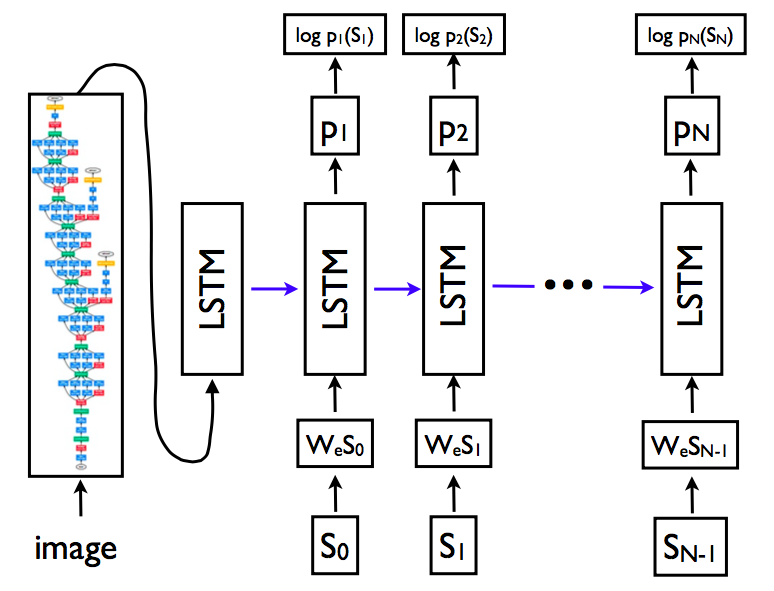 log p1(S1) log p2(S2) log pN(SN)
p1 p2 pN
LSTM LSTM LSTM LSTM
•••
WeS0 WeS1 WeSN-1
image S0 S1 SN-1